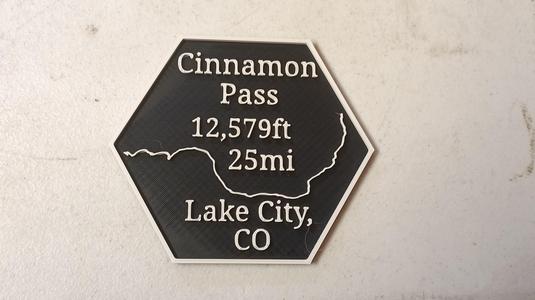 Cinnamon
Pass
12,579ft
25mi
Lake City,
CO